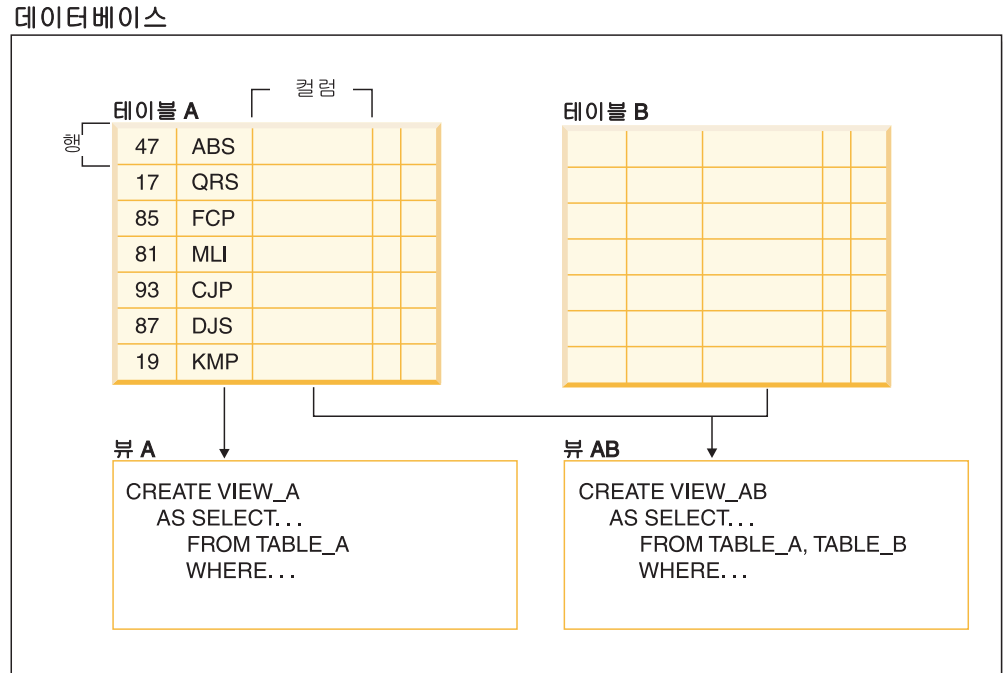 데이터베이스
컬럼
테이블 A
테이블 B
행
47 ABS
17 QRS
85 FCP
81 MLI
93 CJP
87 DJS
19 KMP
뷰 A
CREATE VIEW_A
AS SELECT...
FROM TABLE_A
WHERE...
뷰 AB
CREATE VIEW_AB
AS SELECT...
FROM TABLE_A, TABLE_B
WHERE...